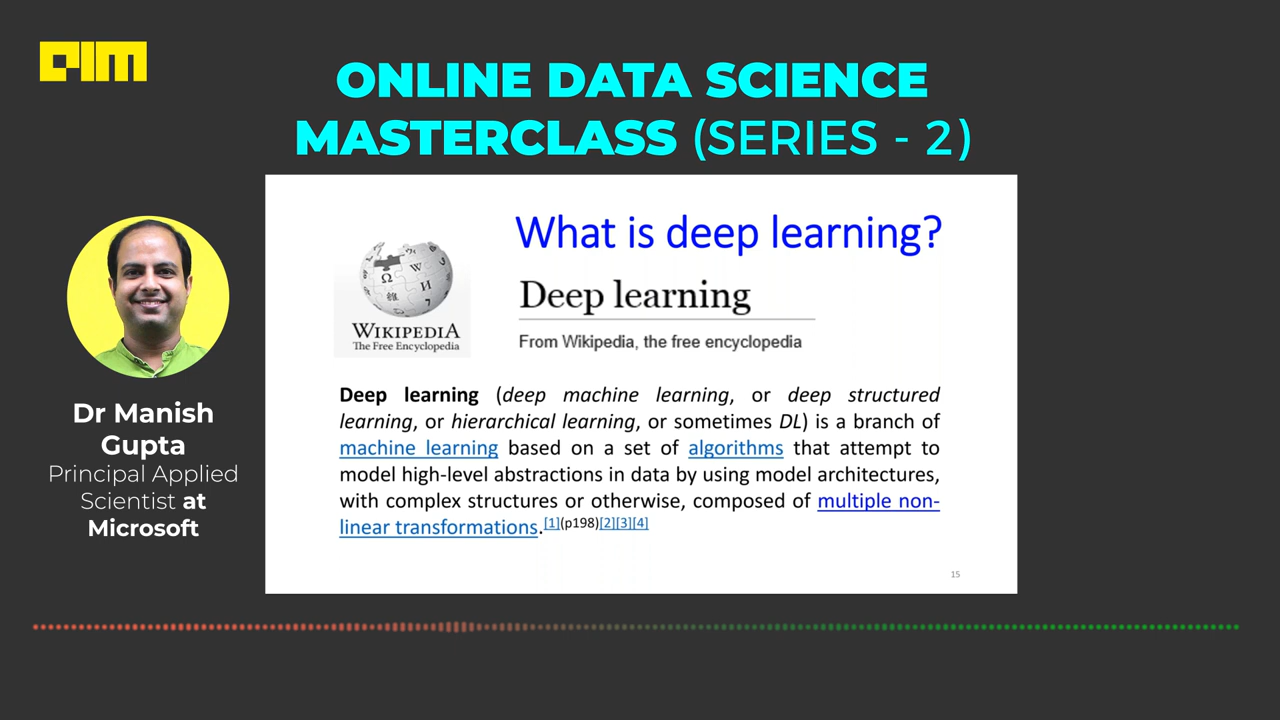 AIM
ONLINE DATA SCIENCE
MASTERCLASS (SERIES - 2)
Dr Manish
Gupta
Principal Applied
Scientist at
Microsoft
What is deep learning?
WIKIPEDIA
The Free Encyclopedia
Deep learning
From Wikipedia, the free encyclopedia
Deep learning (deep machine learning, or deep structured
learning, or hierarchical learning, or sometimes DL) is a branch of
machine learning based on a set of algorithms that attempt to
model high-level abstractions in data by using model architectures,
with complex structures or otherwise, composed of multiple non-
linear transformations.[1](p198)[2][3][4]
15